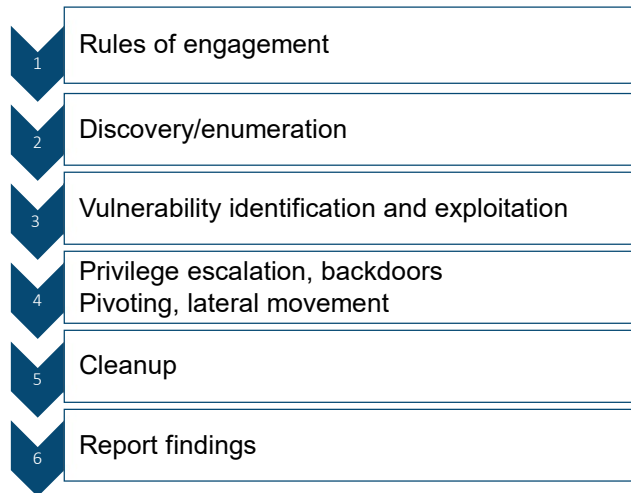 1
Rules of engagement
2
Discovery/enumeration
3
Vulnerability identification and exploitation
4
Privilege escalation, backdoors
Pivoting, lateral movement
5
Cleanup
6
Report findings